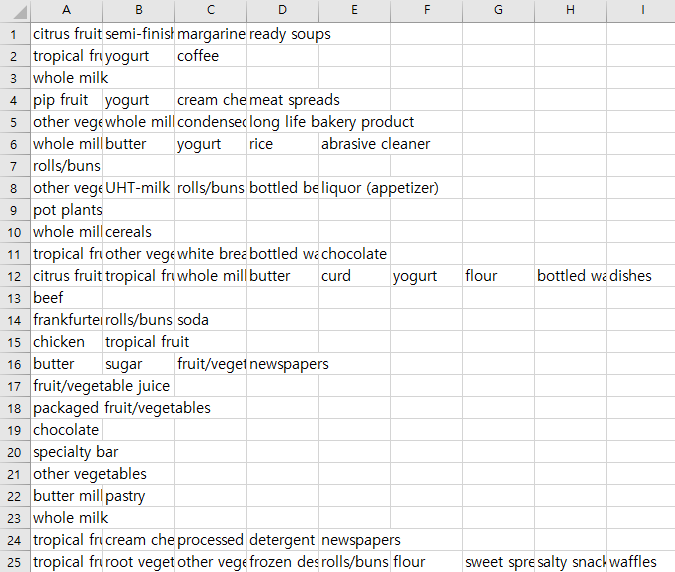 A B C D E F G H I
1 citrus fruit semi-finish margarine ready soups
2 tropical fru yogurt coffee
3 whole milk
4 pip fruit yogurt cream che meat spreads
5 other vege whole mill condensed long life bakery product
6 whole mill butter yogurt rice abrasive cleaner
7 rolls/buns
8 other vege UHT-milk rolls/buns bottled be liquor (appetizer)
9 pot plants
10 whole mill cereals
11 tropical fru other vege white brea bottled wa chocolate
12 citrus fruit tropical fru whole mill butter curd yogurt flour bottled wa dishes
13 beef
14 frankfurter rolls/buns soda
15 chicken tropical fruit
16 butter sugar fruit/veget newspapers
17 fruit/vegetable juice
18 packaged fruit/vegetables
19 chocolate
20 specialty bar
21 other vegetables
22 butter mill pastry
23 whole milk
24 tropical fru cream che processed detergent newspapers
25 tropical fru root veget other vege frozen des rolls/buns flour sweet spre salty snack waffles